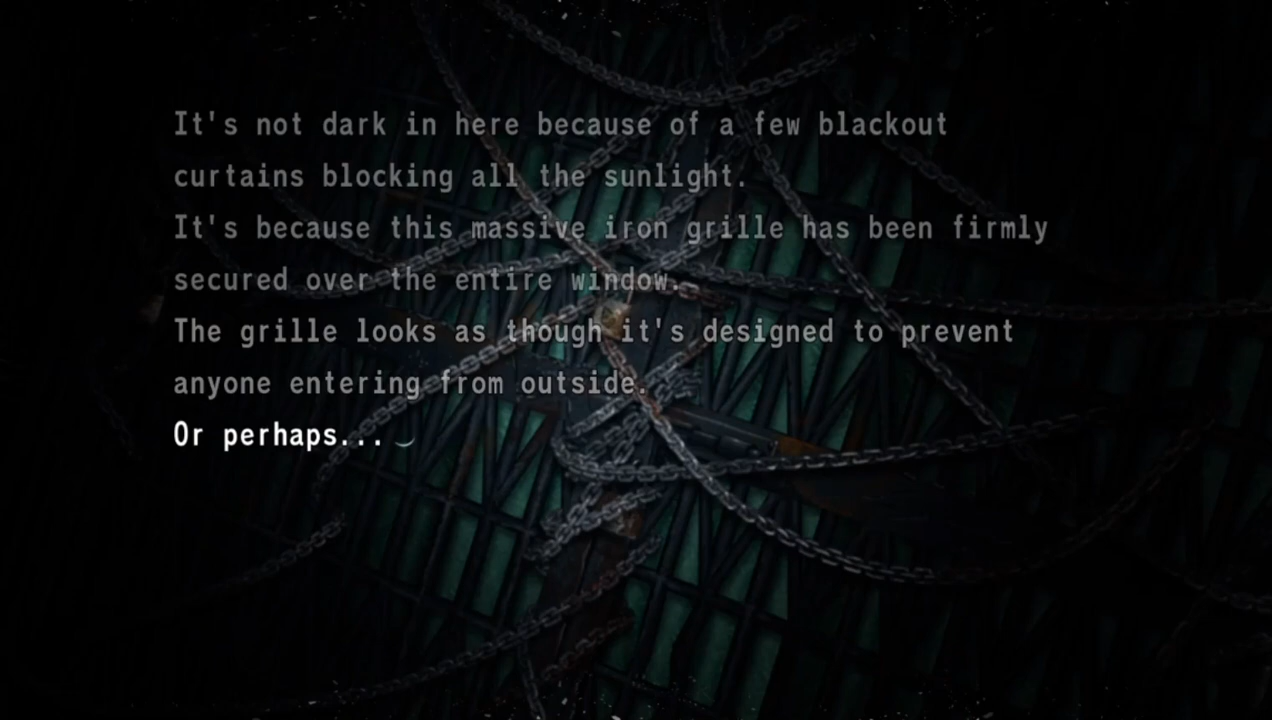 It's not dark in here because of a few blackout
curtains blocking all the sunlight.
It's because this massive iron grille has been firmly
secured over the entire window.
The grille looks as though it's designed to prevent
anyone entering from outside.
Or perhaps...